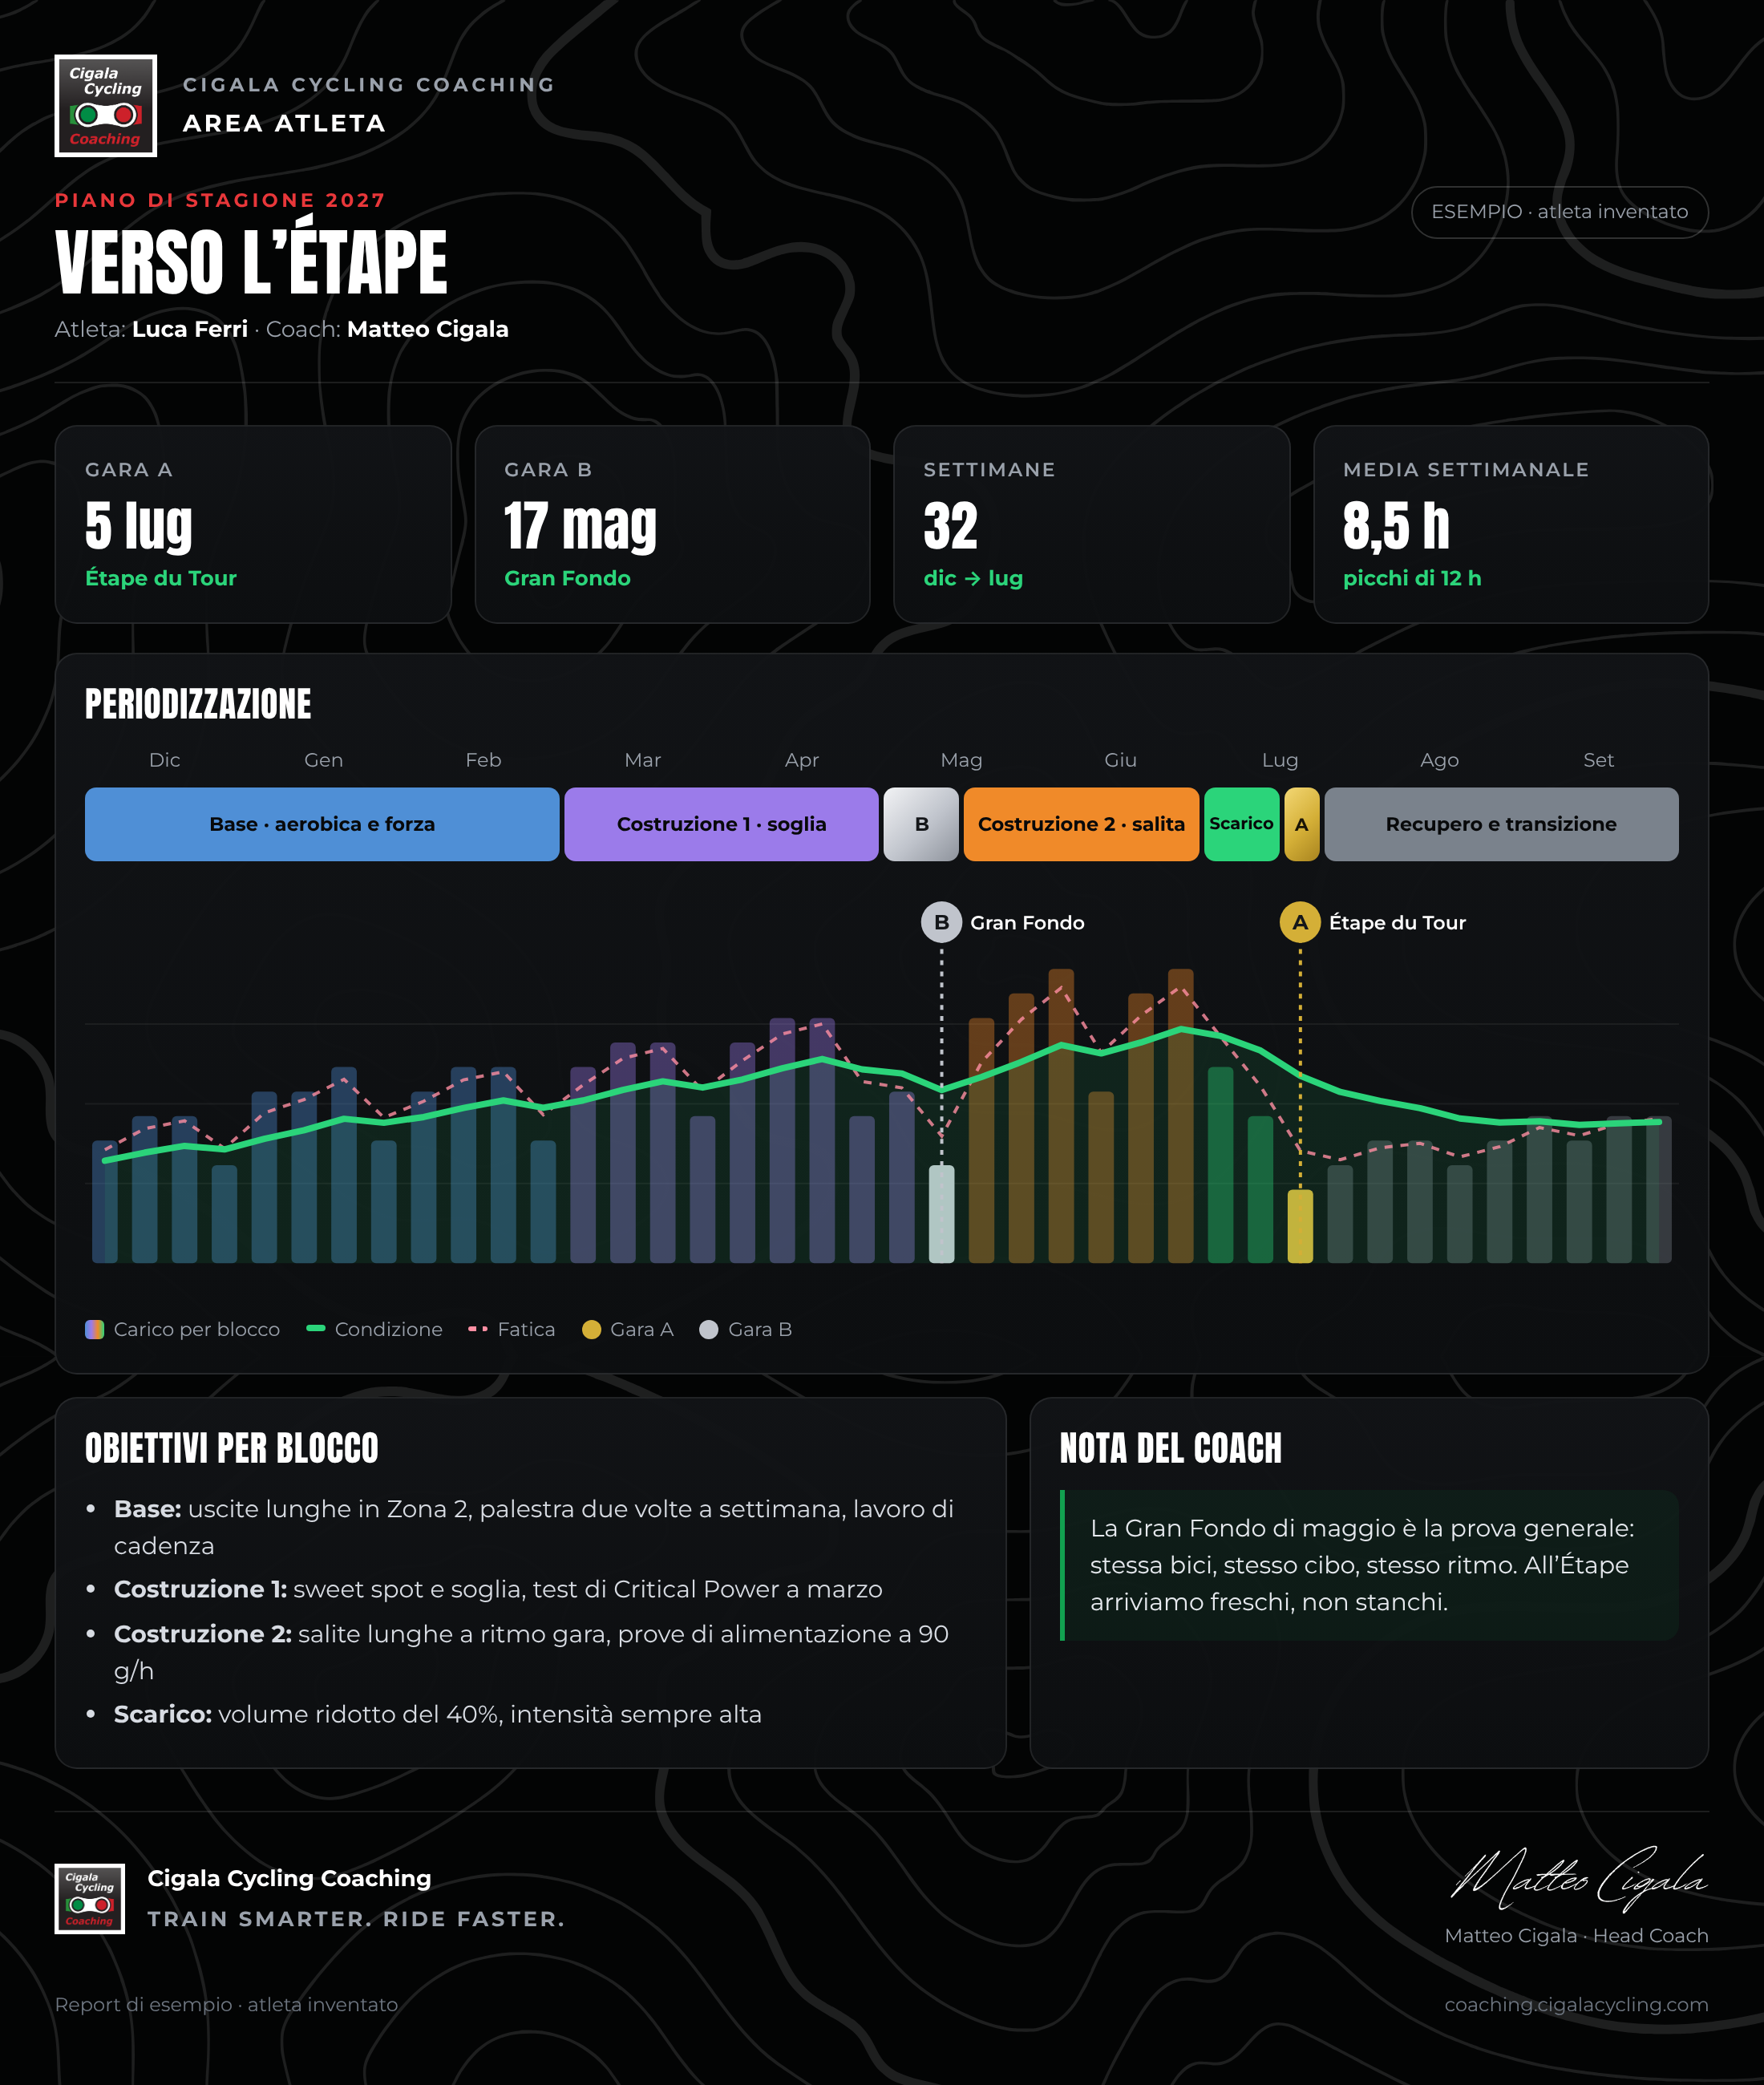 Cigala
Cycling
Coaching
CIGALA CYCLING COACHING
AREA ATLETA
PIANO DI STAGIONE 2027
VERSO L’ÉTAPE
Atleta: Luca Ferri · Coach: Matteo Cigala
ESEMPIO · atleta inventato
GARA A
5 lug
Étape du Tour
GARA B
17 mag
Gran Fondo
SETTIMANE
32
dic → lug
MEDIA SETTIMANALE
8,5 h
picchi di 12 h
PERIODIZZAZIONE
Dic Gen Feb Mar Apr Mag Giu Lug Ago Set
Base · aerobica e forza Costruzione 1 · soglia B Costruzione 2 · salita Scarico A Recupero e transizione
B Gran Fondo A Étape du Tour
Carico per blocco Condizione Fatica Gara A Gara B
OBIETTIVI PER BLOCCO
• Base: uscite lunghe in Zona 2, palestra due volte a settimana, lavoro di
cadenza
• Costruzione 1: sweet spot e soglia, test di Critical Power a marzo
• Costruzione 2: salite lunghe a ritmo gara, prove di alimentazione a 90
g/h
• Scarico: volume ridotto del 40%, intensità sempre alta
NOTA DEL COACH
La Gran Fondo di maggio è la prova generale:
stessa bici, stesso cibo, stesso ritmo. All’Étape
arriviamo freschi, non stanchi.
Cigala
Cycling
Coaching
Cigala Cycling Coaching
TRAIN SMARTER. RIDE FASTER.
Matteo Cigala
Matteo Cigala · Head Coach
Report di esempio · atleta inventato
coaching.cigalacycling.com